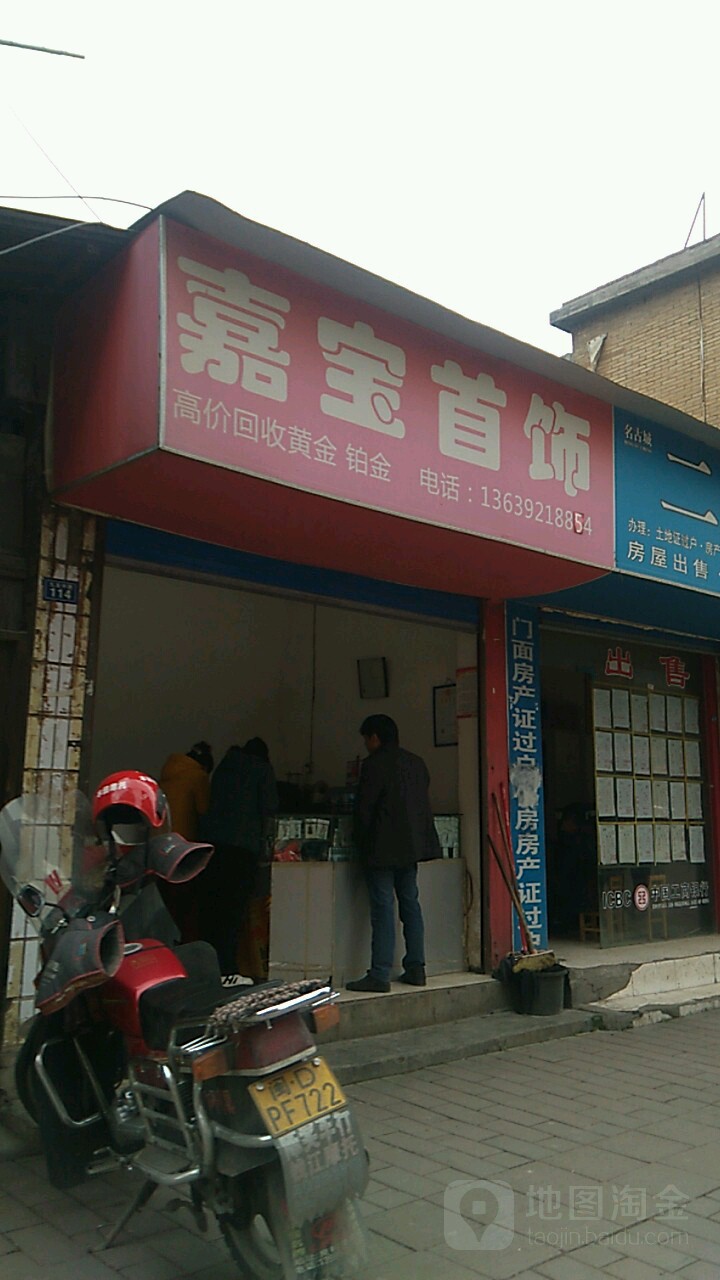 嘉宝首饰
高价回收黄金 铂金 电话：13639218854
名古城
二
办理：土地证过户·房产
房屋出售
114
门面房产证过户
房房产证过户
出售
ICBC 中国工商银行
闽·D
PF722
地图淘金
taojin.baidu.com